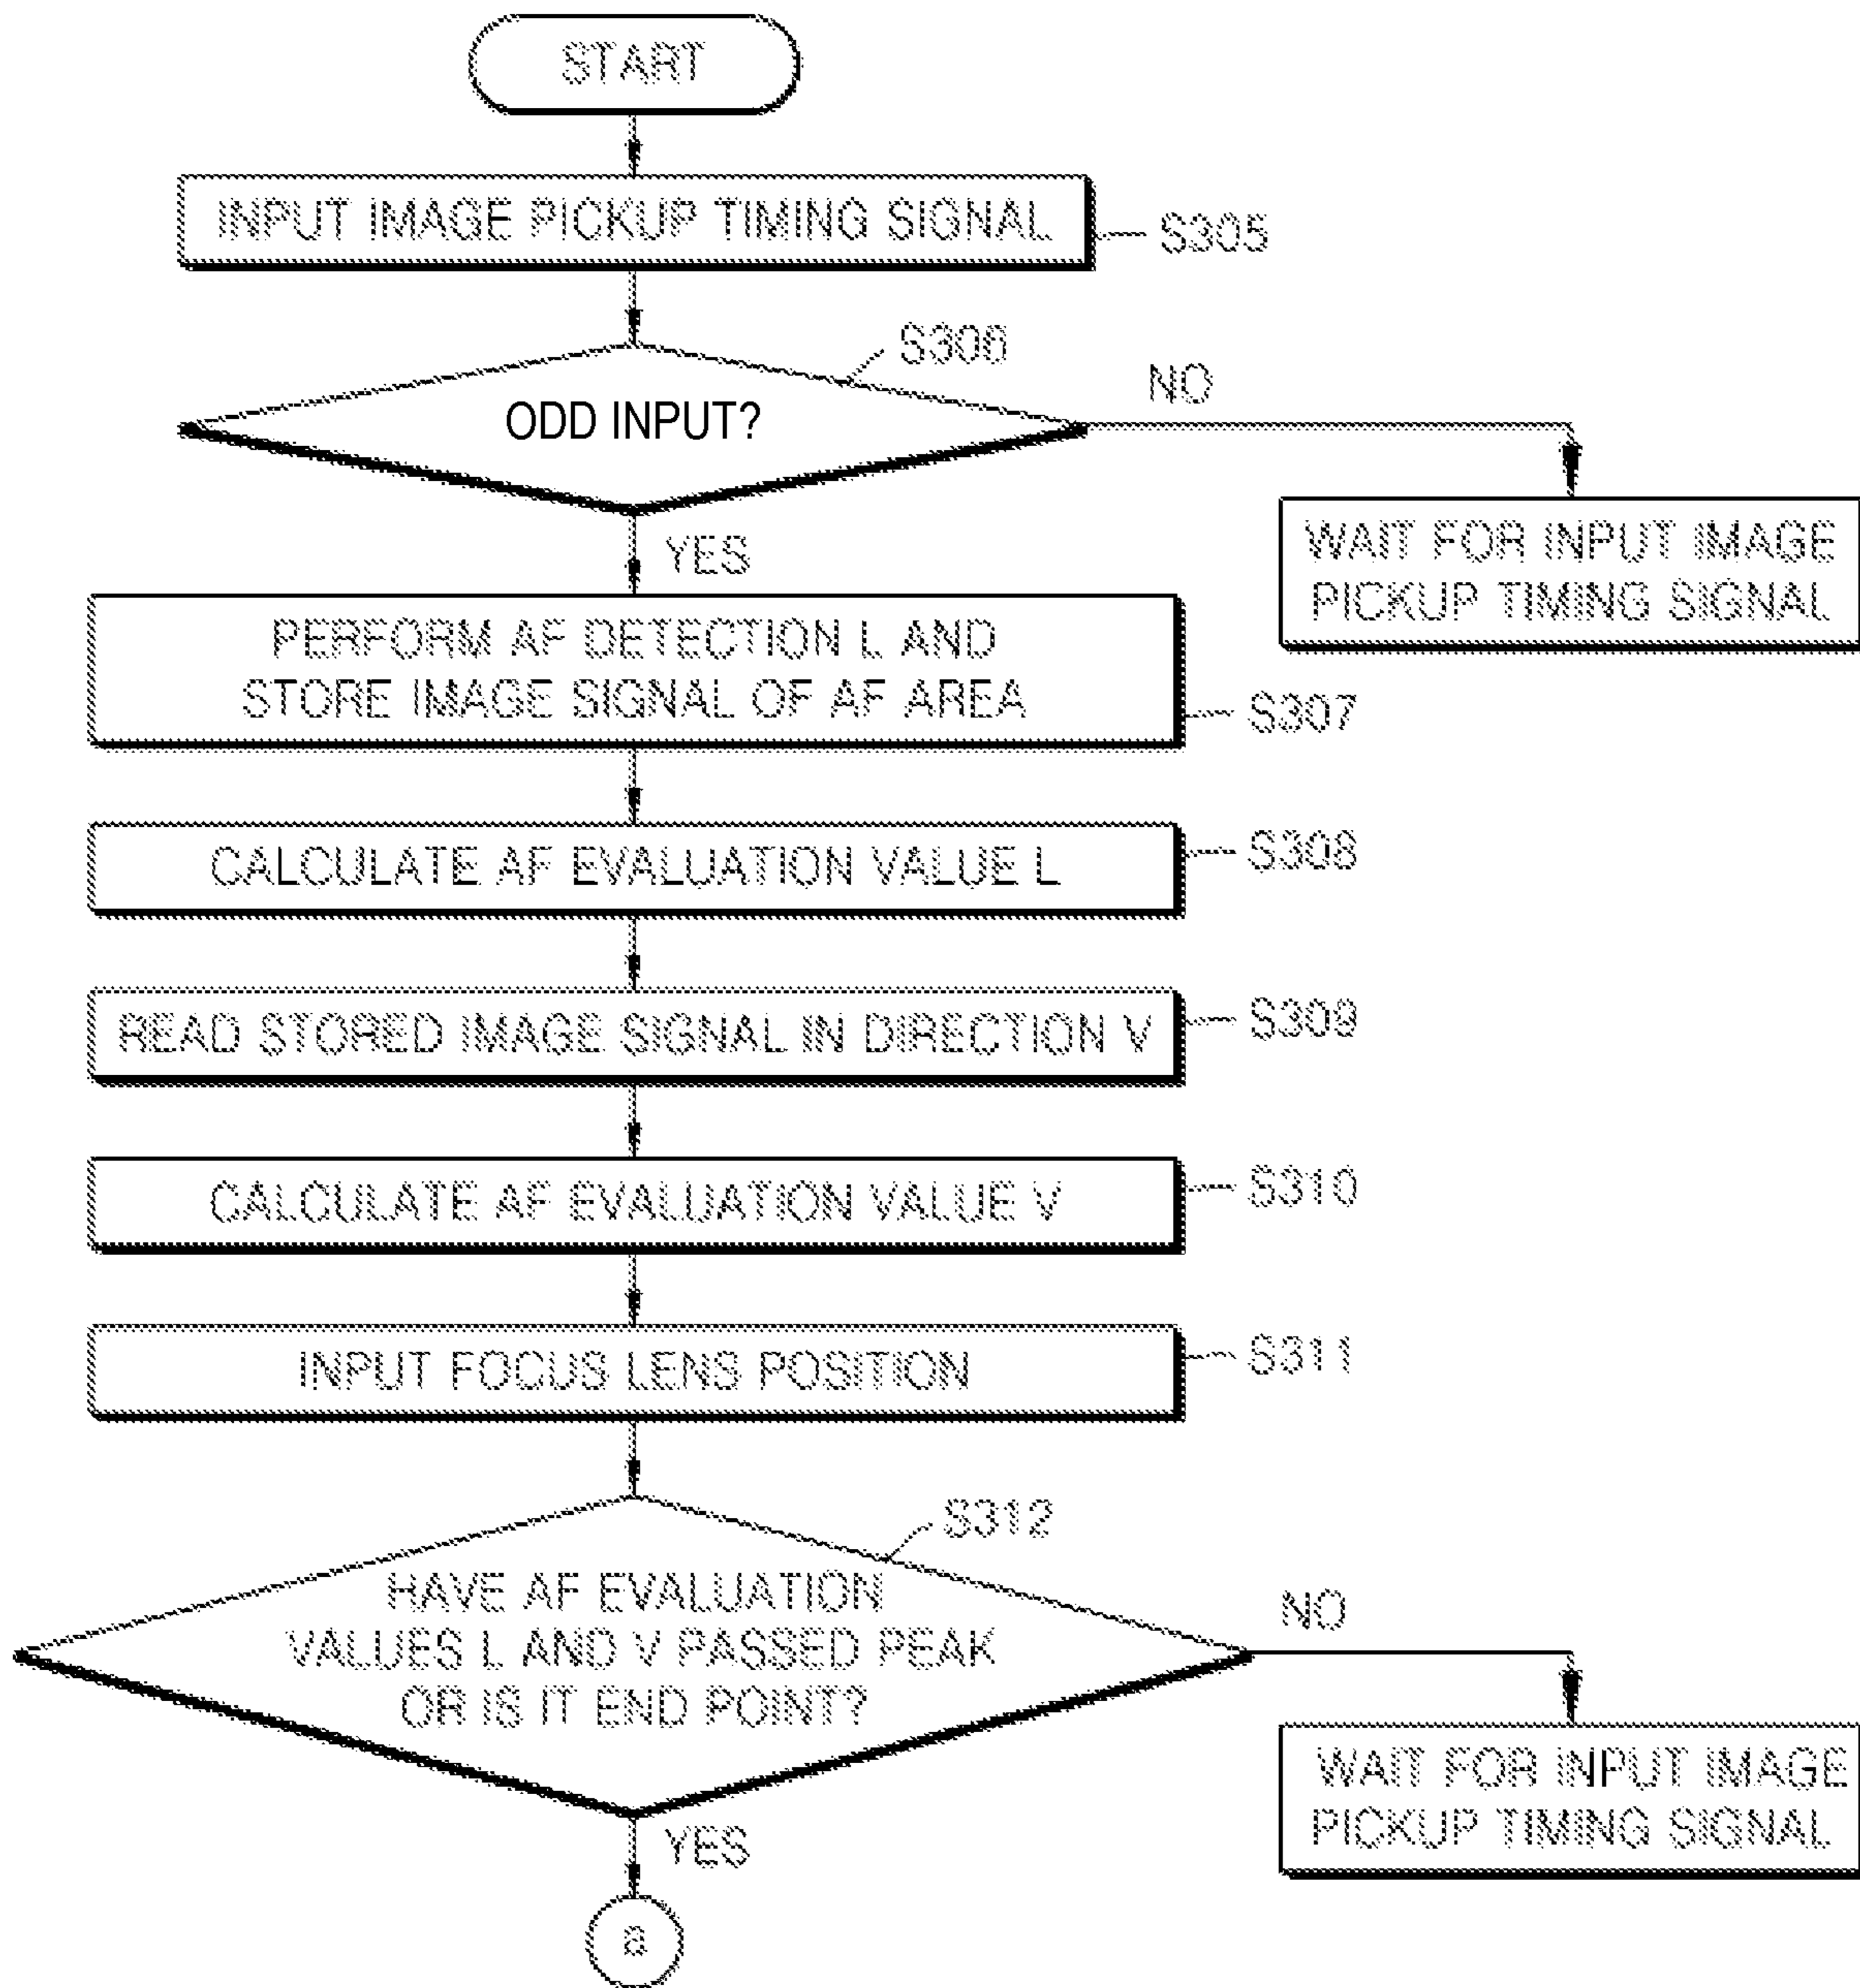 START
INPUT IMAGE PICKUP TIMING SIGNAL
S305
S306
ODD INPUT?
NO
WAIT FOR INPUT IMAGE
PICKUP TIMING SIGNAL
YES
PERFORM AF DETECTION L AND
STORE IMAGE SIGNAL OF AF AREA
S307
CALCULATE AF EVALUATION VALUE L
S308
READ STORED IMAGE SIGNAL IN DIRECTION V
S309
CALCULATE AF EVALUATION VALUE V
S310
INPUT FOCUS LENS POSITION
S311
S312
HAVE AF EVALUATION
VALUES L AND V PASSED PEAK
OR IS IT END POINT?
NO
WAIT FOR INPUT IMAGE
PICKUP TIMING SIGNAL
YES
a